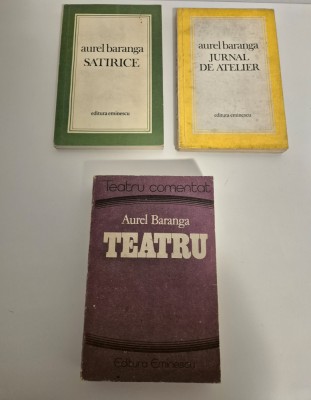 aurel baranga
SATIRICE
editura eminescu
aurel baranga
JURNAL
DE ATELIER
editura eminescu
Teatru comentat
Aurel Baranga
TEATRU
Editura Eminescu